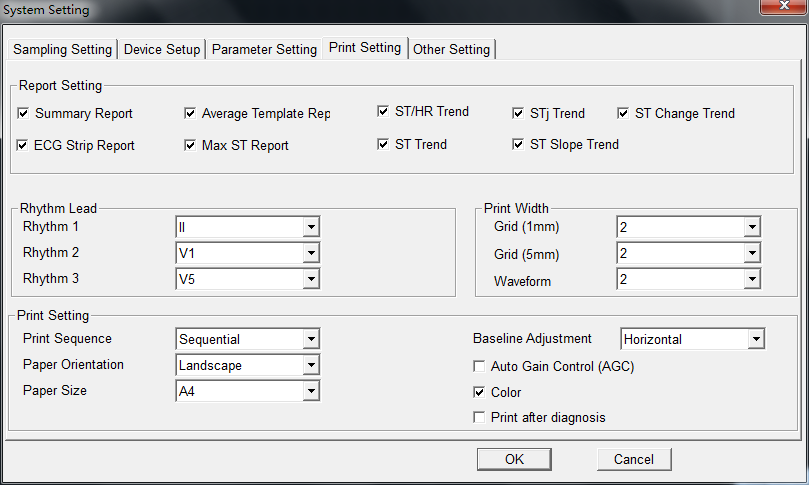 System Setting
Sampling Setting Device Setup Parameter Setting Print Setting Other Setting
Report Setting
Summary Report Average Template Rep ST/HR Trend STj Trend ST Change Trend
ECG Strip Report Max ST Report ST Trend ST Slope Trend
Rhythm Lead
Rhythm 1 II
Rhythm 2 V1
Rhythm 3 V5
Print Width
Grid (1mm) 2
Grid (5mm) 2
Waveform 2
Print Setting
Print Sequence Sequential
Paper Orientation Landscape
Paper Size A4
Baseline Adjustment Horizontal
Auto Gain Control (AGC)
Color
Print after diagnosis
OK Cancel